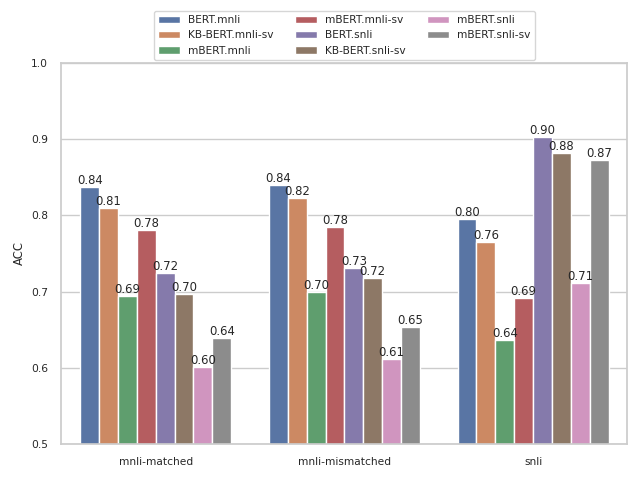 BERT.mnli mBERT.mnli-sv mBERT.snli
KB-BERT.mnli-sv BERT.snli mBERT.snli-sv
mBERT.mnli KB-BERT.snli-sv
1.0
0.9
0.8
0.7
0.6
0.5
ACC
0.84 0.81 0.69 0.78 0.72 0.70 0.60 0.64
0.84 0.82 0.70 0.78 0.73 0.72 0.61 0.65
0.80 0.76 0.64 0.69 0.90 0.88 0.71 0.87
mnli-matched mnli-mismatched snli